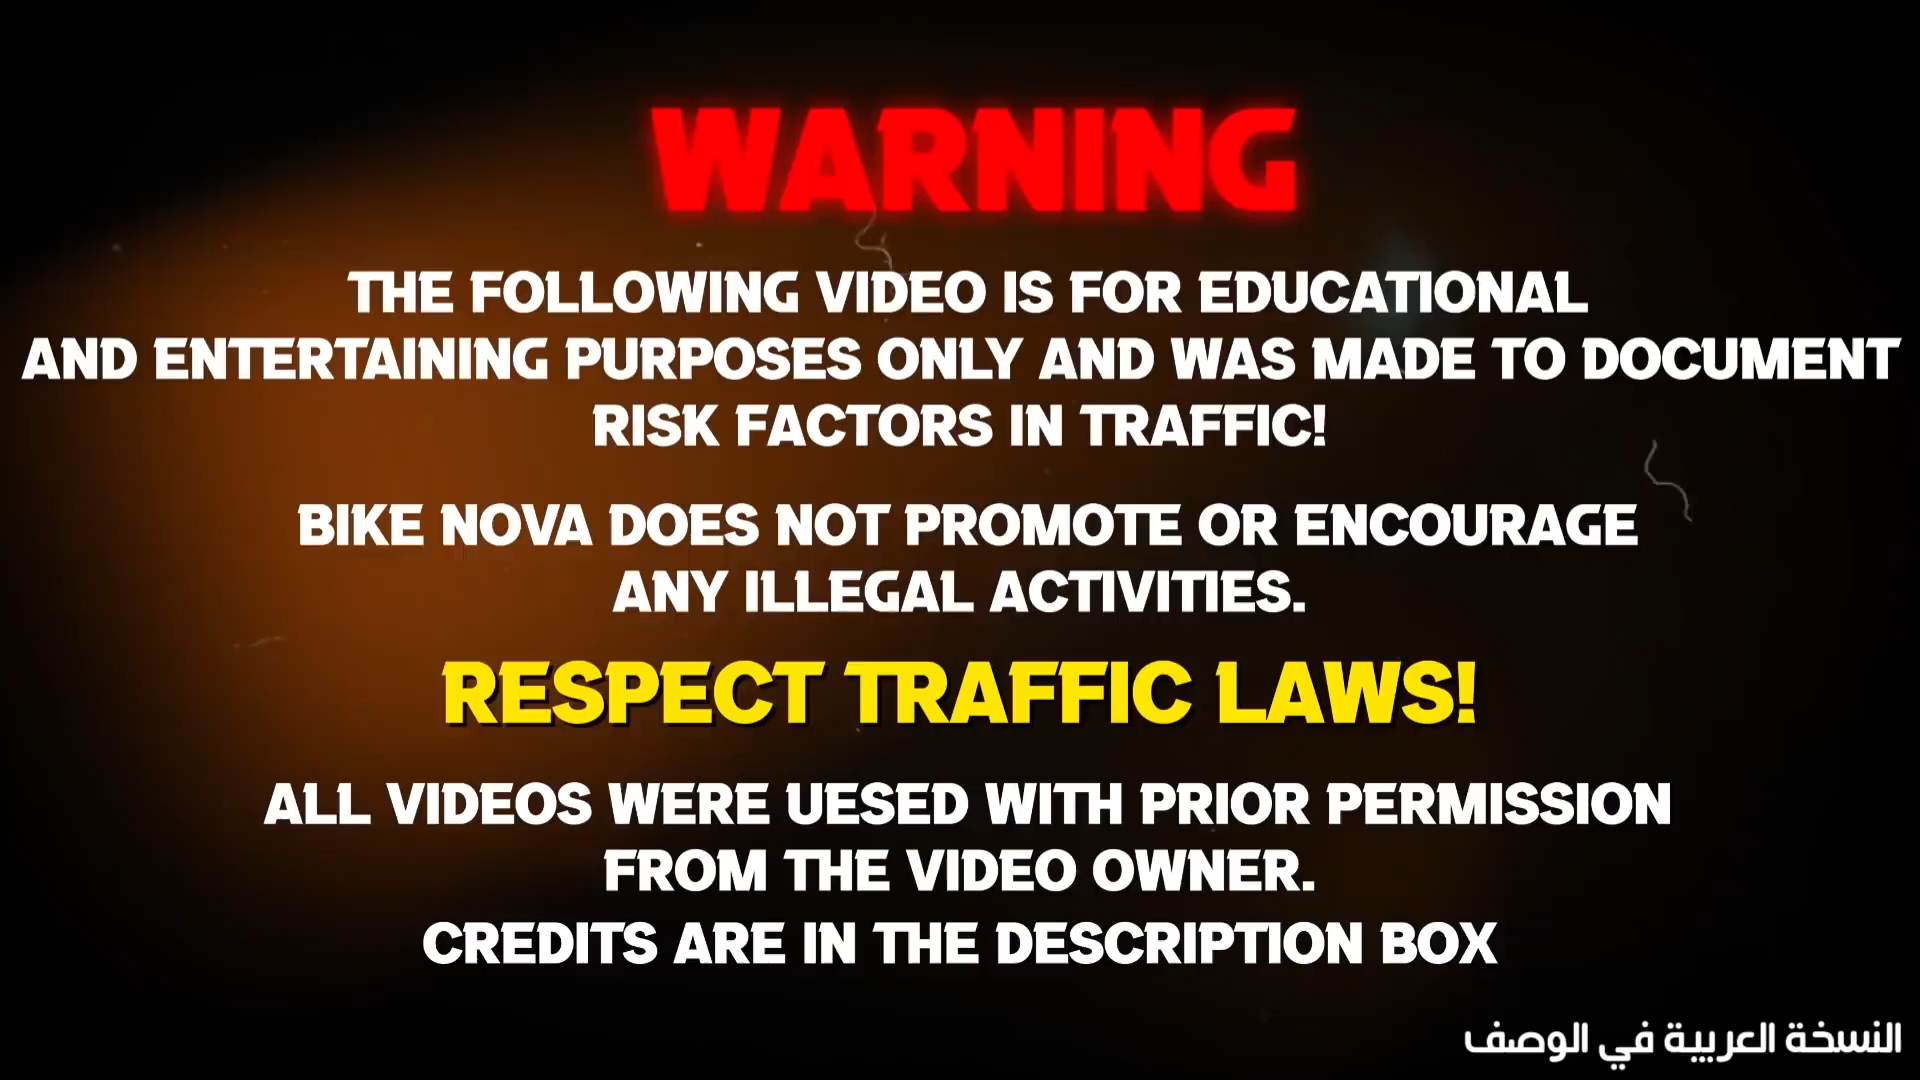 WARNING
THE FOLLOWING VIDEO IS FOR EDUCATIONAL
AND ENTERTAINING PURPOSES ONLY AND WAS MADE TO DOCUMENT
RISK FACTORS IN TRAFFIC!
BIKE NOVA DOES NOT PROMOTE OR ENCOURAGE
ANY ILLEGAL ACTIVITIES.
RESPECT TRAFFIC LAWS!
ALL VIDEOS WERE UESED WITH PRIOR PERMISSION
FROM THE VIDEO OWNER.
CREDITS ARE IN THE DESCRIPTION BOX
النسخة العربية في الوصف